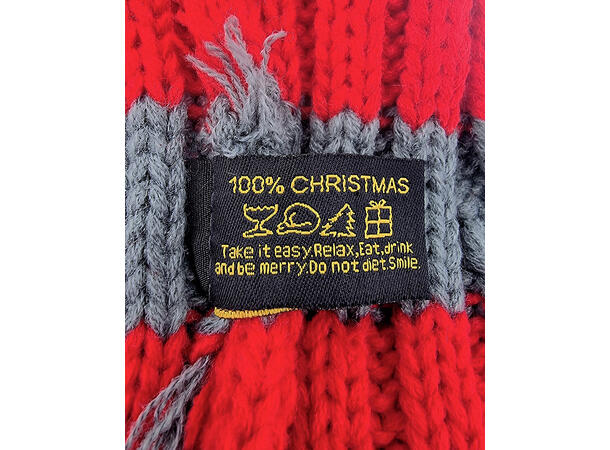 100% CHRISTMAS
Take it easy.Relax,Eat,drink
and be merry.Do not diet.Smile.